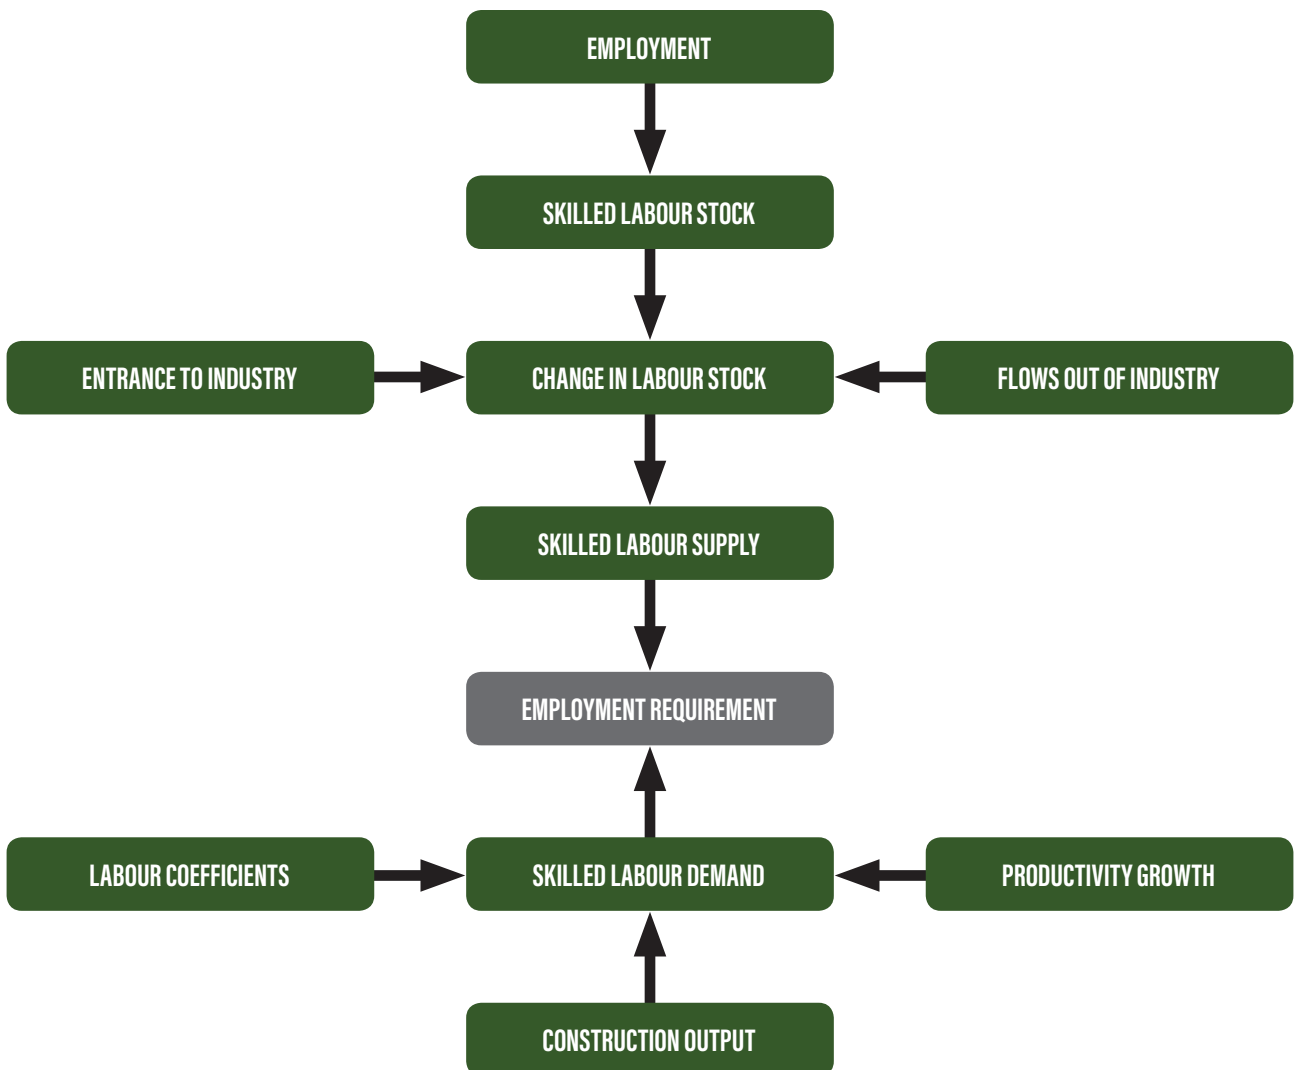 EMPLOYMENT
SKILLED LABOUR STOCK
ENTRANCE TO INDUSTRY
CHANGE IN LABOUR STOCK
FLOWS OUT OF INDUSTRY
SKILLED LABOUR SUPPLY
EMPLOYMENT REQUIREMENT
LABOUR COEFFICIENTS
SKILLED LABOUR DEMAND
PRODUCTIVITY GROWTH
CONSTRUCTION OUTPUT